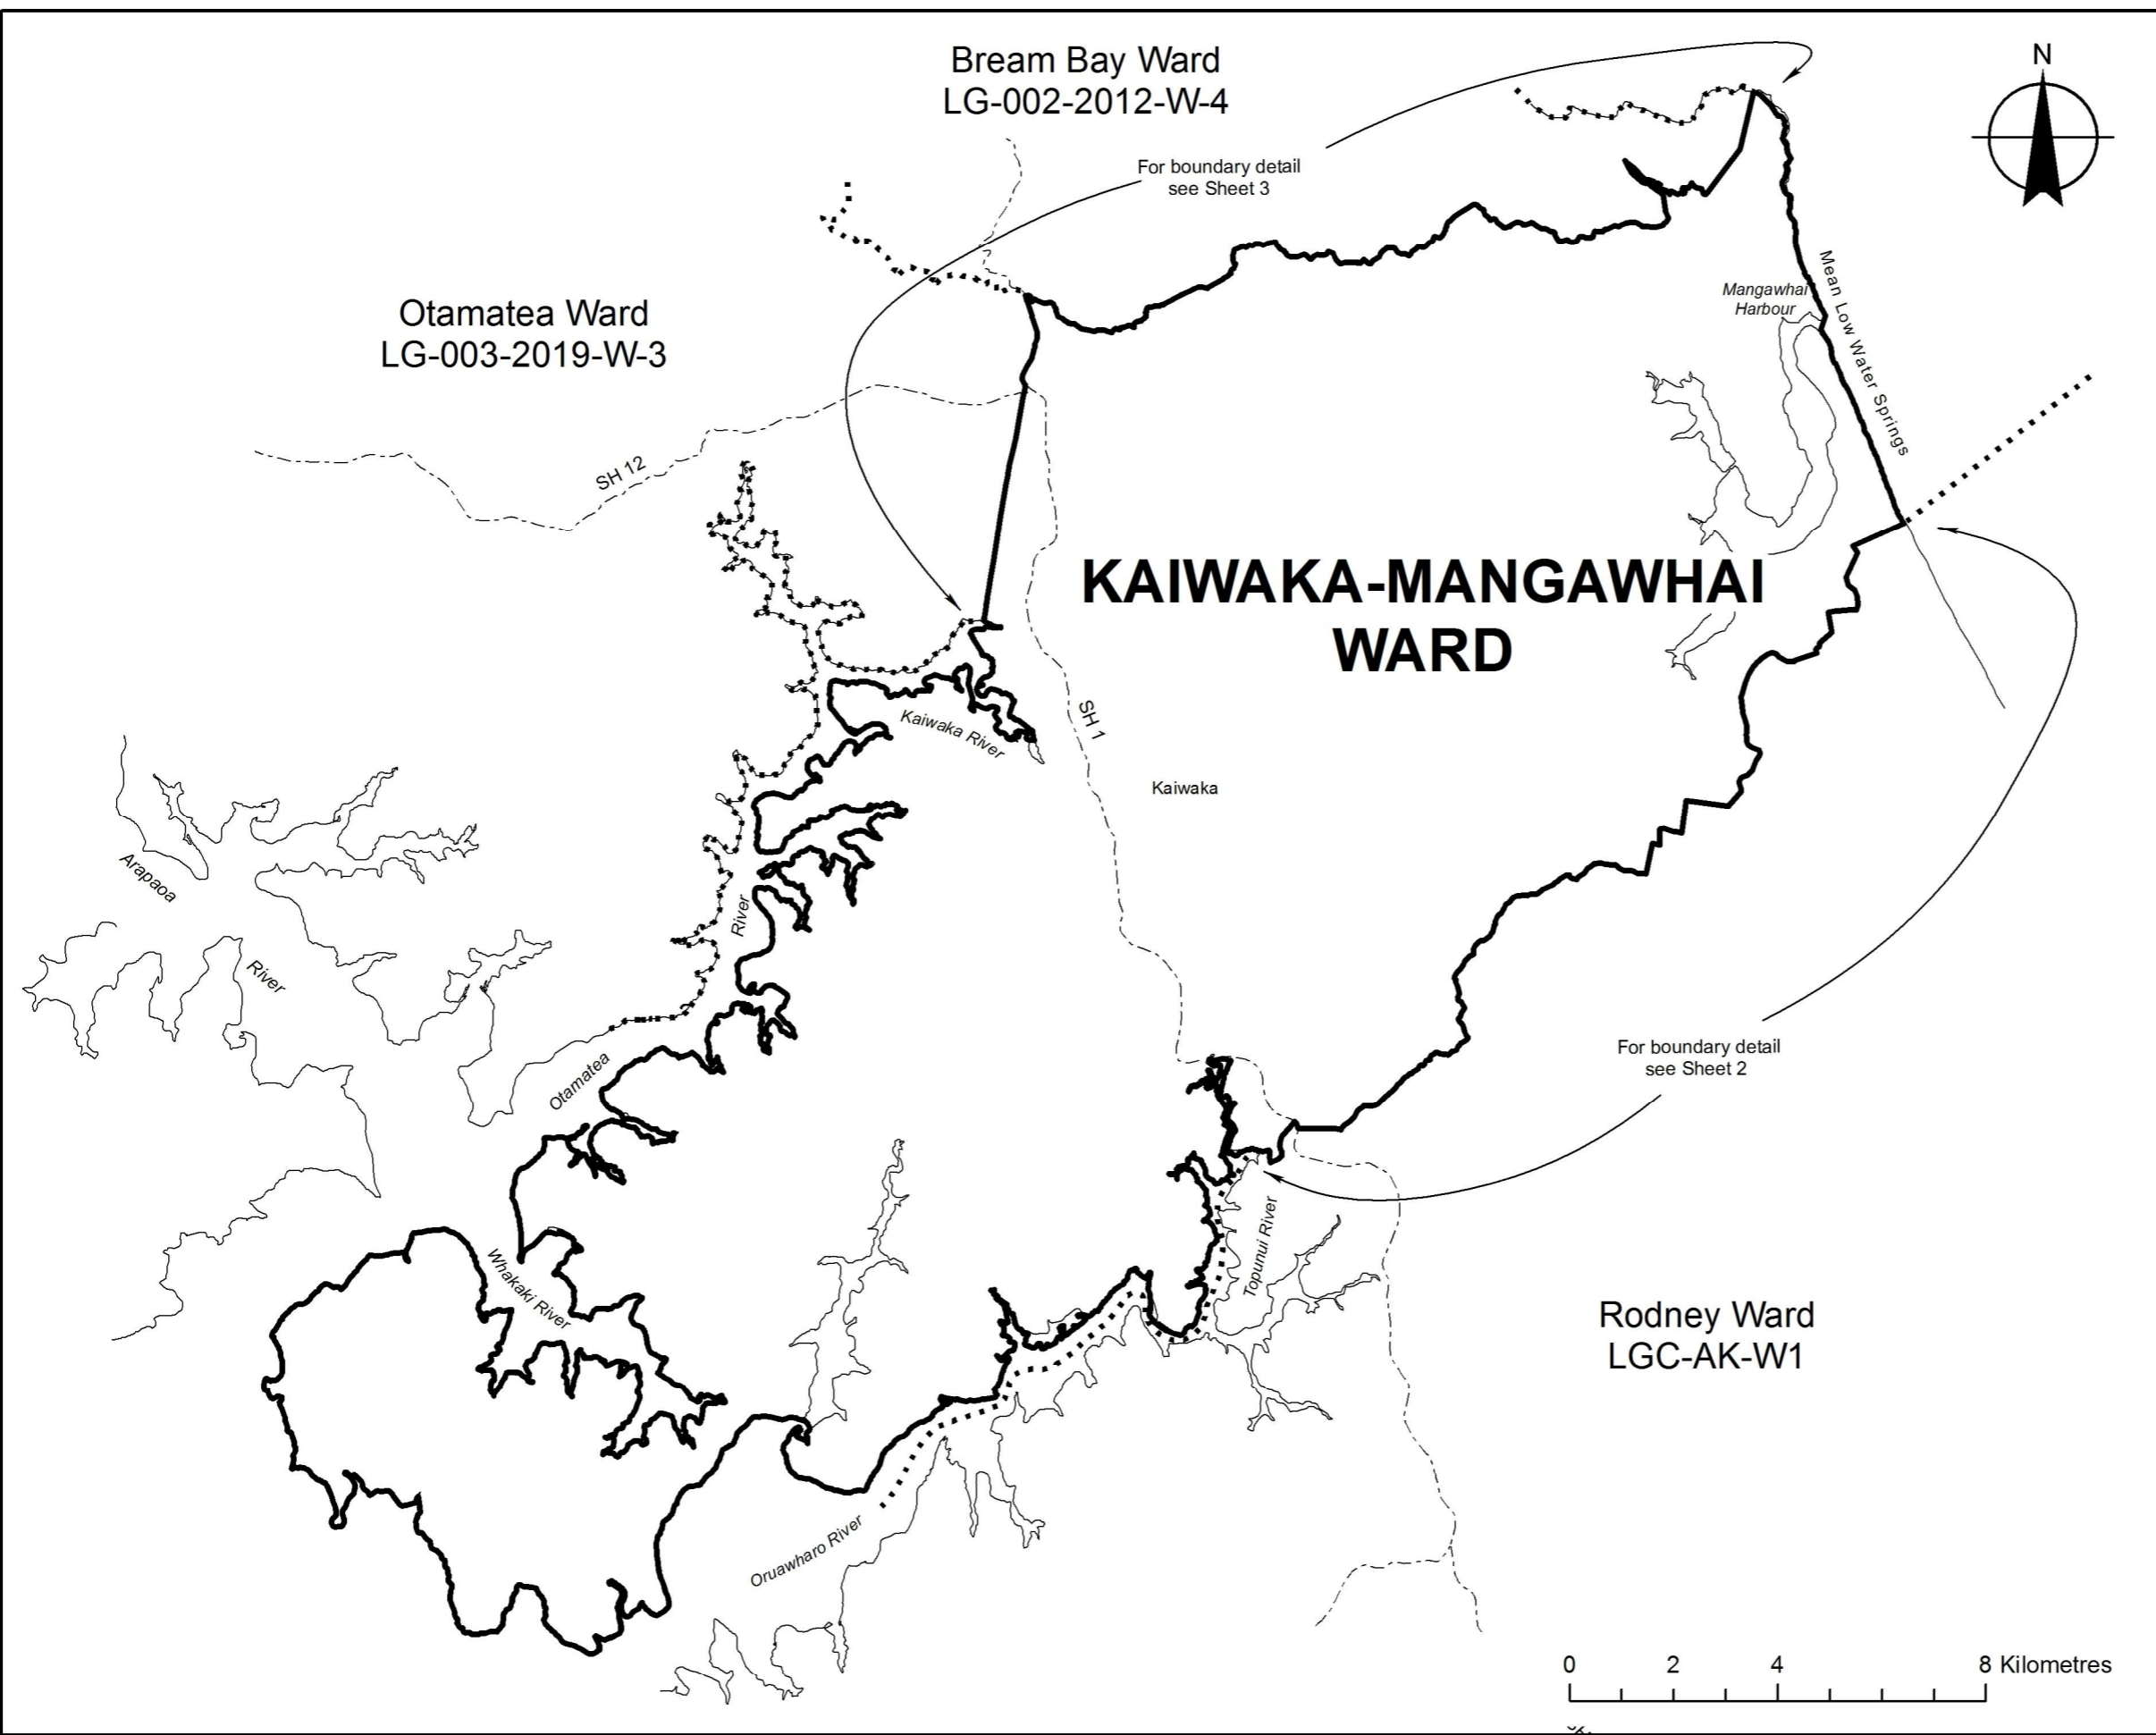 Bream Bay Ward
LG-002-2012-W-4
N
For boundary detail
see Sheet 3
Mangawhai
Harbour
Mean Low Water Springs
Otamatea Ward
LG-003-2019-W-3
SH 12
KAIWAKA-MANGAWHAI
WARD
Kaiwaka River
SH 1
Kaiwaka
Arapaoa
River
River
Otamatea
For boundary detail
see Sheet 2
Whakaki River
Topunui River
Rodney Ward
LGC-AK-W1
Oruawharo River
0 2 4 8 Kilometres